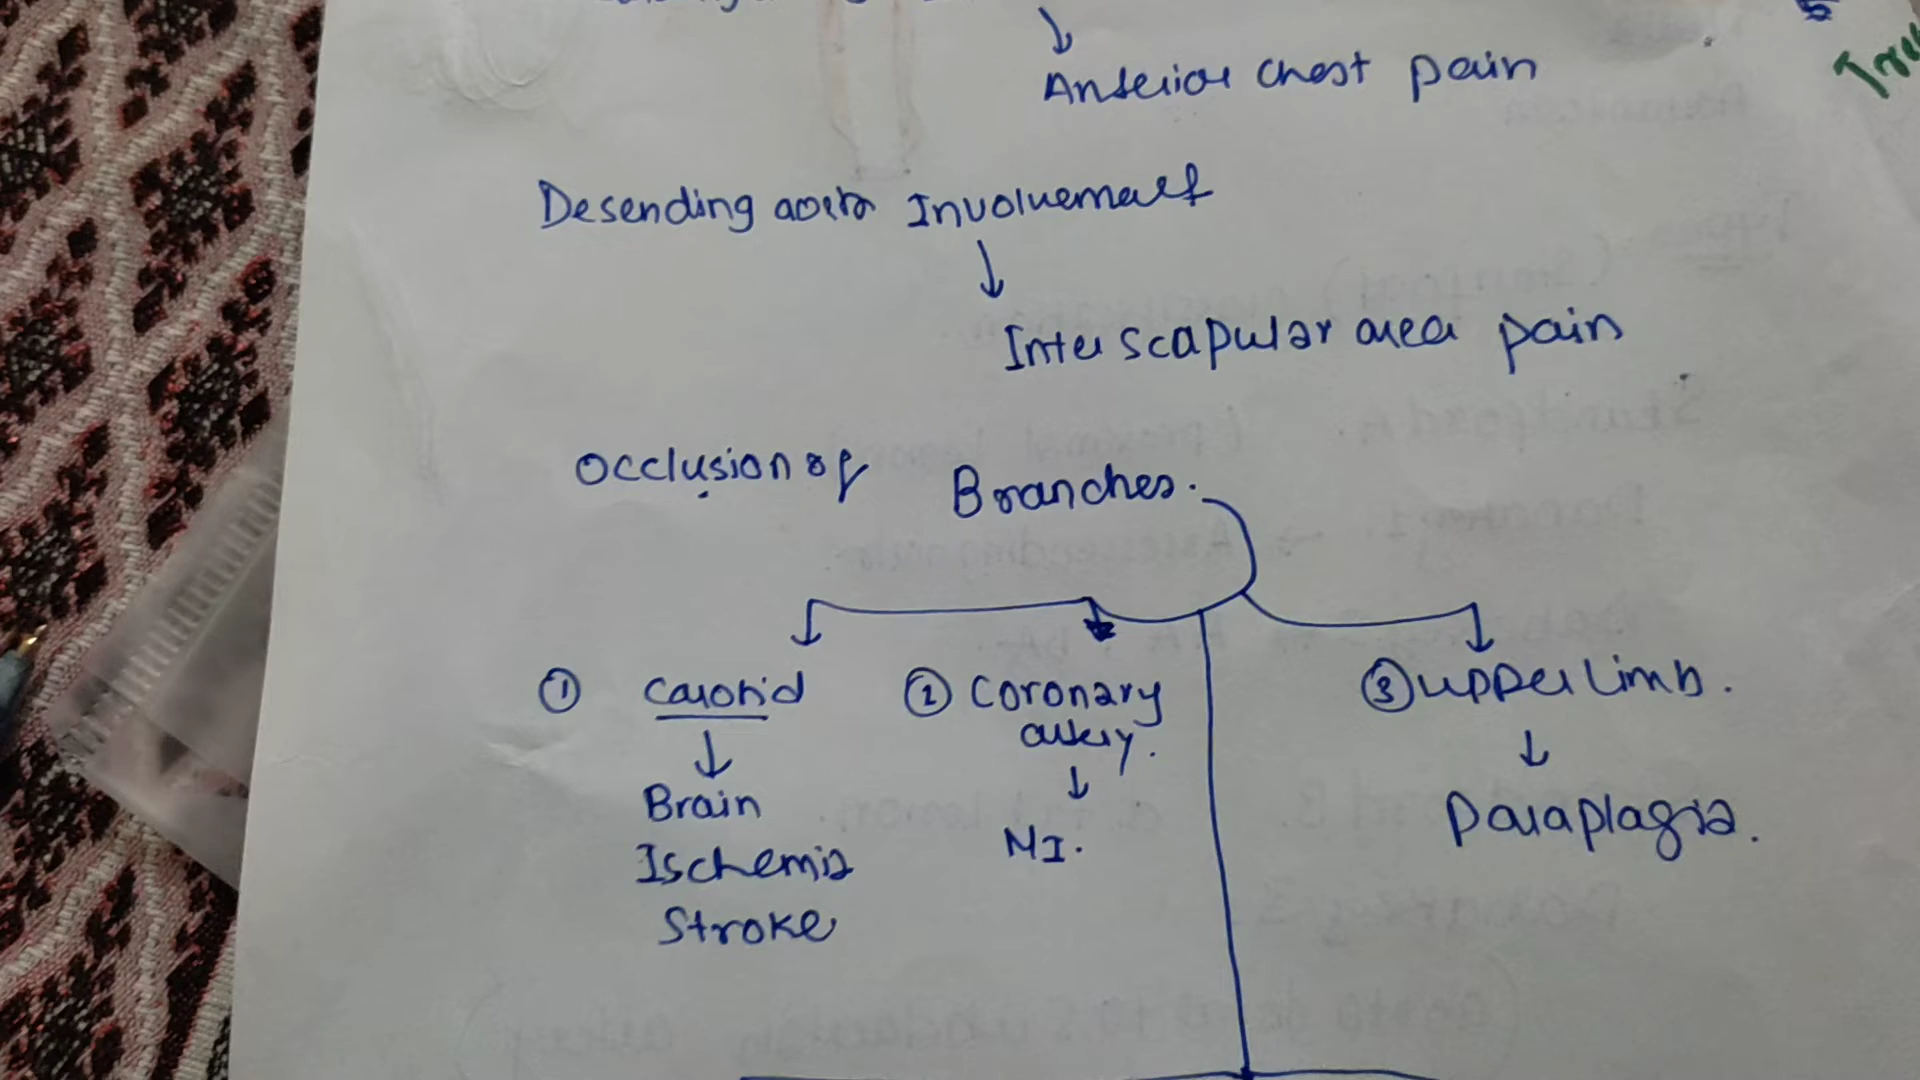 Anterior chest pain
Desending aorta Involvement
Inter scapular area pain
Occlusion of Branches.
① Carotid ② Coronary artery. ③ upper limb.
Brain Ischemia Stroke
MI.
Paraplagia.